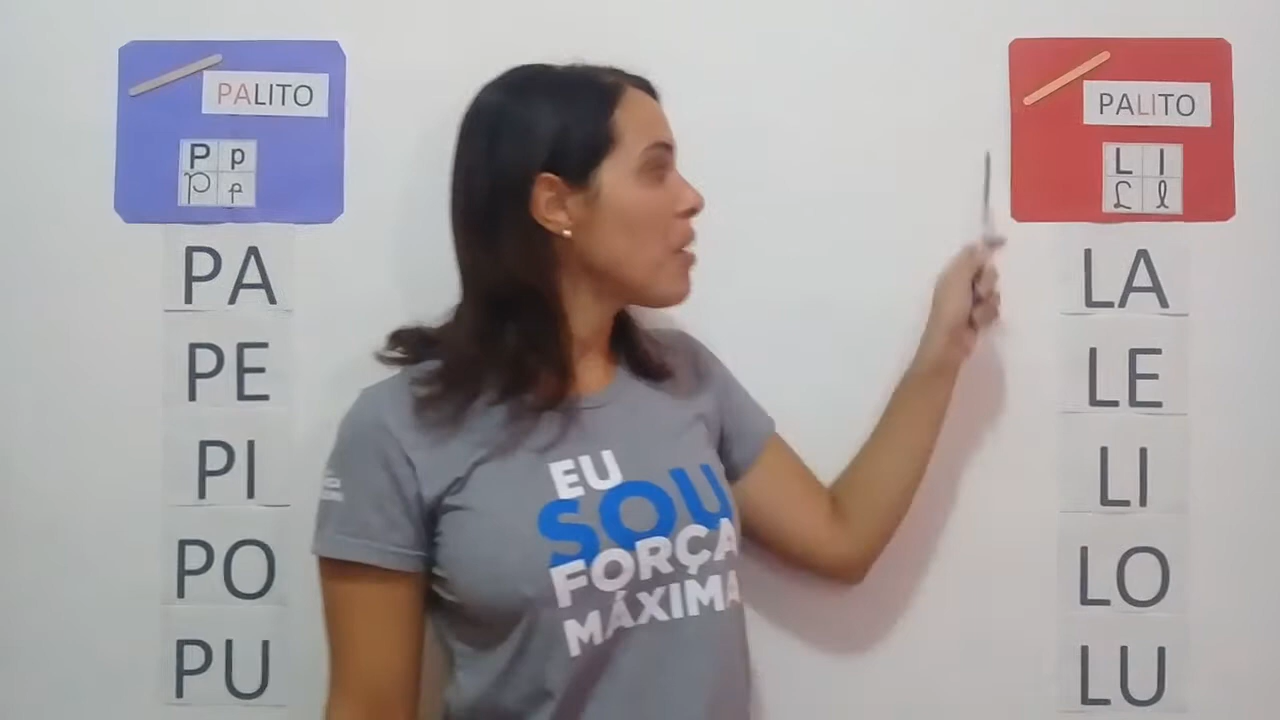 PALITO
P p
P p
PA
PE
PI
PO
PU
EU
SOU
FORÇA
MÁXIMA
PALITO
L l
L l
LA
LE
LI
LO
LU